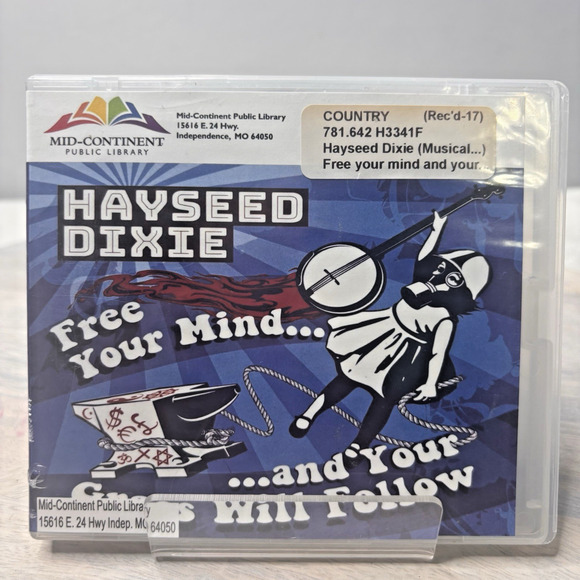 MID-CONTINENT
PUBLIC LIBRARY
Mid-Continent Public Library
15616 E. 24 Hwy.
Independence, MO 64050
COUNTRY (Rec'd-17)
781.642 H3341F
Hayseed Dixie (Musical...)
Free your mind and your
HAYSEED
DIXIE
Free
Your Mind...
...and Your
Will Follow
Mid-Continent Public Library
15616 E. 24 Hwy Indep. MO
64050